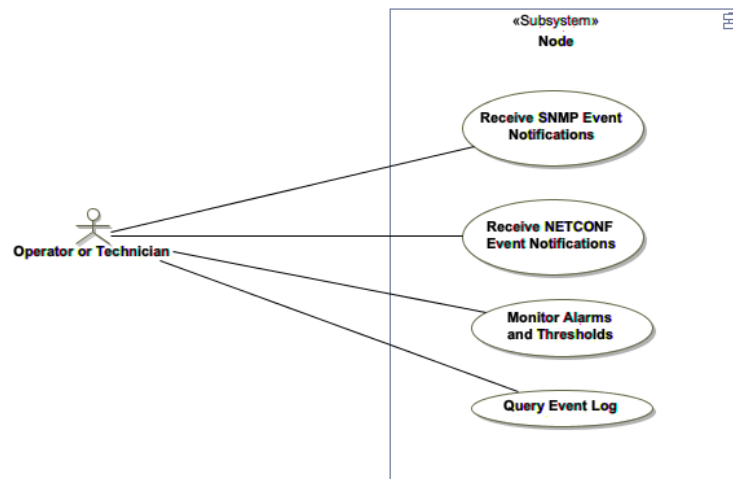 «Subsystem»
Node
Receive SNMP Event
Notifications
Receive NETCONF
Event Notifications
Operator or Technician
Monitor Alarms
and Thresholds
Query Event Log